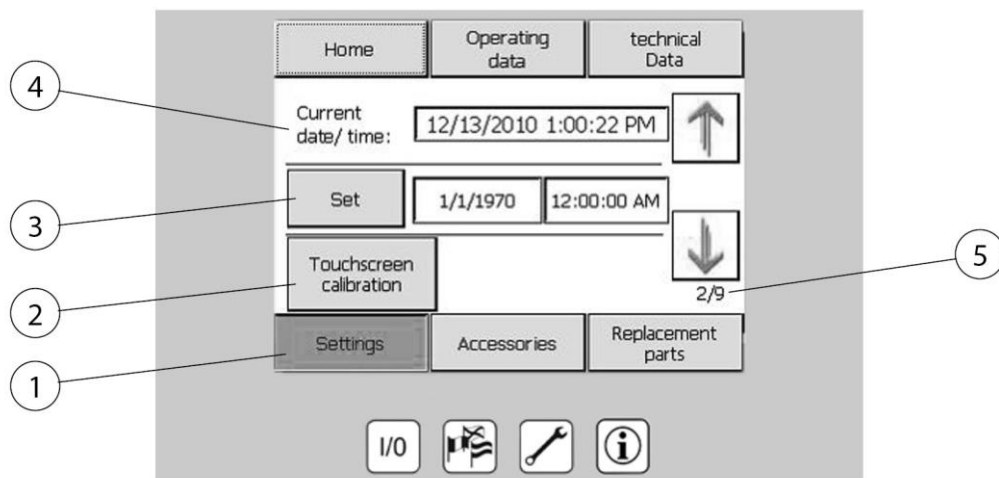 Home
Operating
data
technical
Data
4
Current
date/ time:
12/13/2010 1:00:22 PM
3
Set
1/1/1970
12:00:00 AM
Touchscreen
calibration
5
2
2/9
1
Settings
Accessories
Replacement
parts
I/0
i